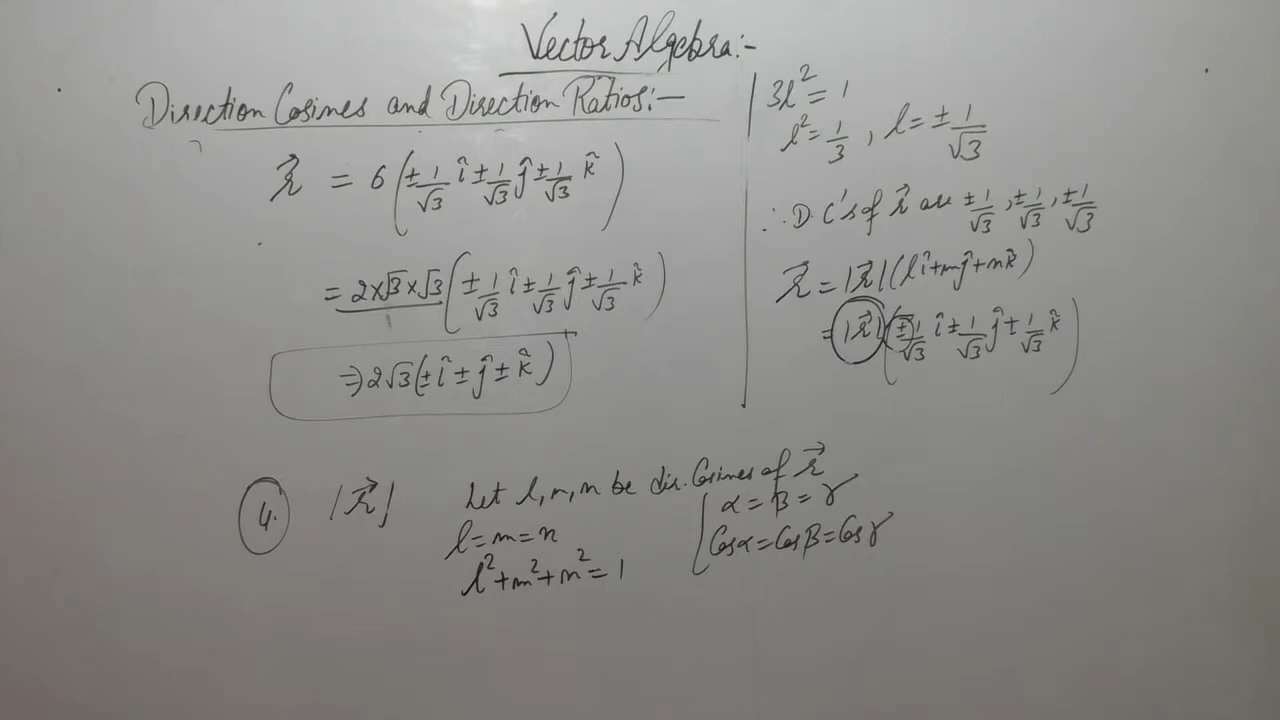 Vector Algebra:-
Direction Cosines and Direction Ratios:-
r⃗ = 6(±1/√3 î ±1/√3 ĵ ±1/√3 k̂)
= 2×√3×√3(±1/√3 î ±1/√3 ĵ ±1/√3 k̂)
⇒ 2√3(±î ± ĵ ± k̂)
3l² = 1
l² = 1/3, l = ±1/√3
∴ D.C's of r⃗ are ±1/√3, ±1/√3, ±1/√3
r⃗ = |r⃗|(lî+mĵ+nk̂)
= |r⃗|(±1/√3 î ±1/√3 ĵ ±1/√3 k̂)
4. |r⃗| Let l, m, n be dir. Cosines of r⃗
l = m = n
l²+m²+n² = 1
α = β = γ
Cosα = Cosβ = Cosγ